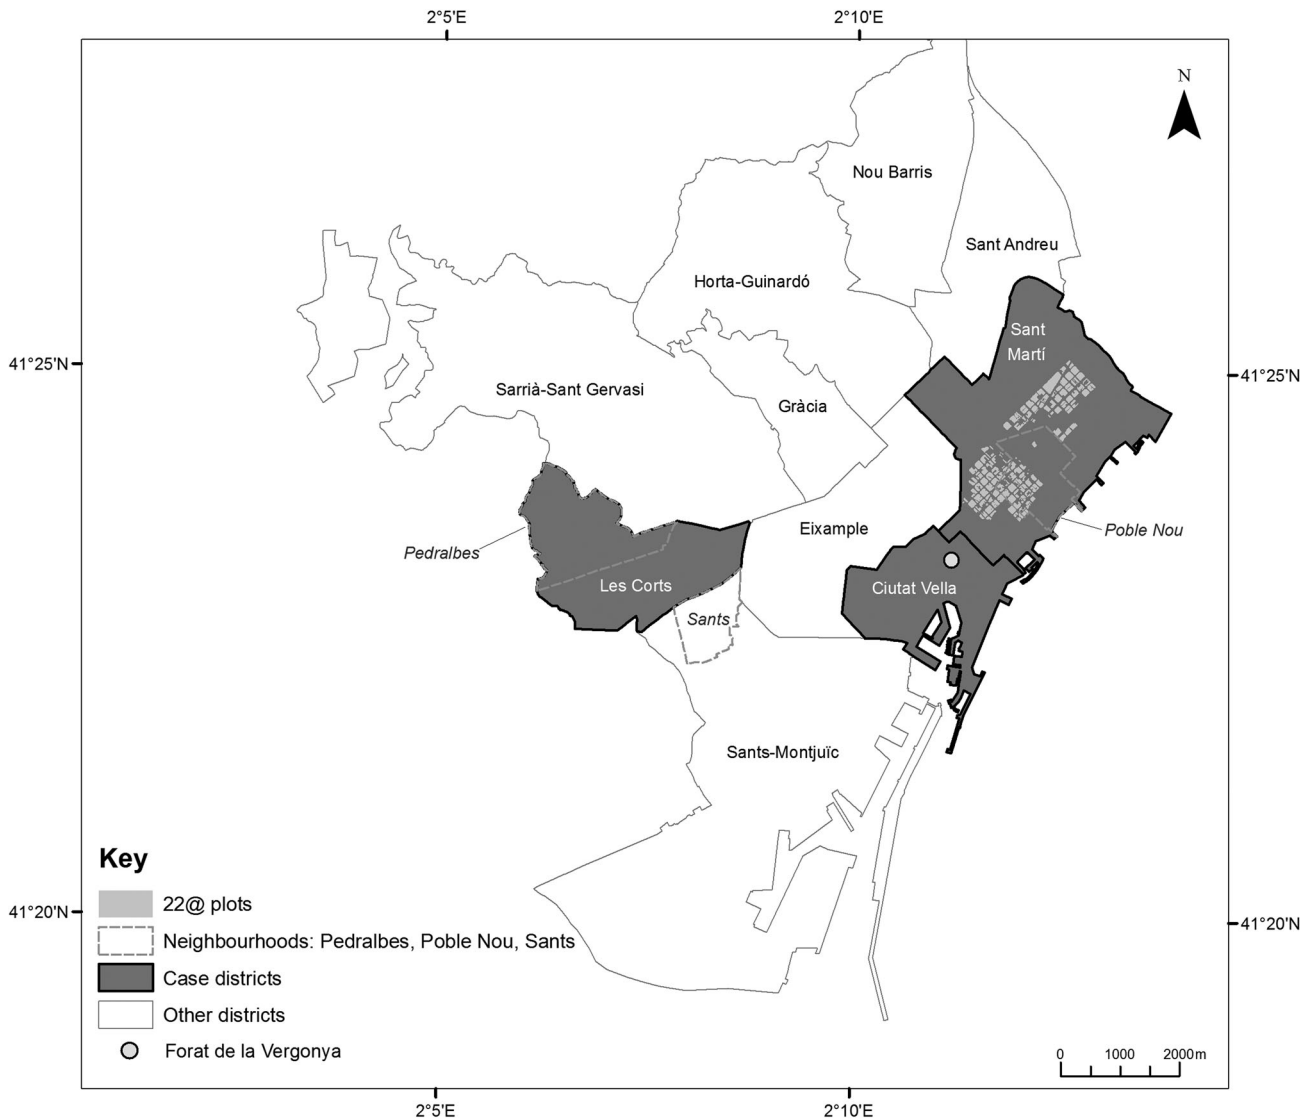 2°5'E
2°10'E
N
Nou Barris
Sant Andreu
Horta-Guinardó
Sant
Martí
41°25'N
41°25'N
Sarrià-Sant Gervasi
Gràcia
Eixample
Poble Nou
Pedralbes
Les Corts
Ciutat Vella
Sants
Sants-Montjuïc
Key
22@ plots
41°20'N
41°20'N
Neighbourhoods: Pedralbes, Poble Nou, Sants
Case districts
Other districts
Forat de la Vergonya
0 1000 2000m
2°5'E
2°10'E